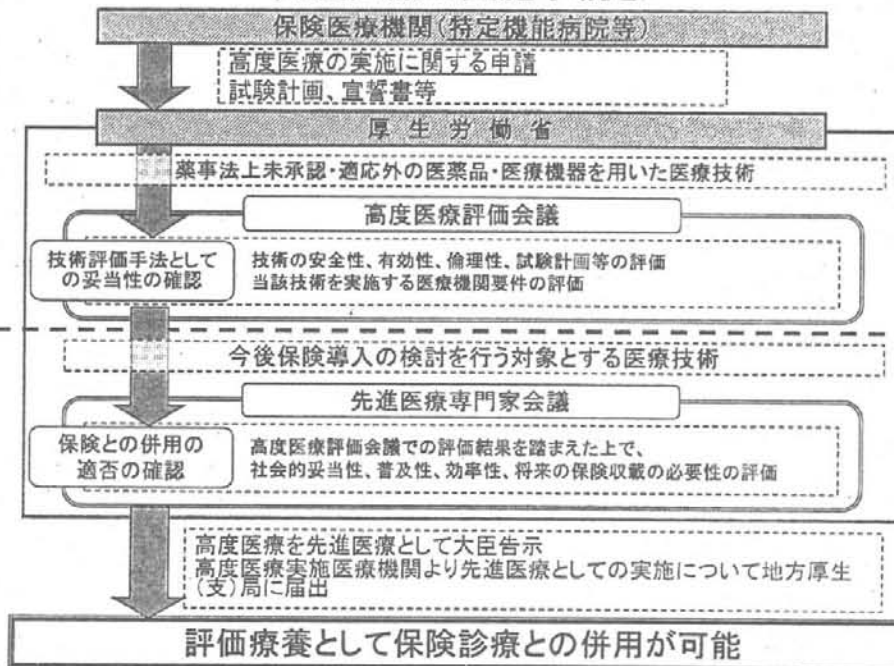 保険医療機関(特定機能病院等)
高度医療の実施に関する申請
試験計画、宣誓書等
厚生労働省
薬事法上未承認・適応外の医薬品・医療機器を用いた医療技術
高度医療評価会議
技術評価手法として
の妥当性の確認
技術の安全性、有効性、倫理性、試験計画等の評価
当該技術を実施する医療機関要件の評価
今後保険導入の検討を行う対象とする医療技術
先進医療専門家会議
保険との併用の
適否の確認
高度医療評価会議での評価結果を踏まえた上で、
社会的妥当性、普及性、効率性、将来の保険収載の必要性の評価
高度医療を先進医療として大臣告示
高度医療実施医療機関より先進医療としての実施について地方厚生
(支)局に届出
評価療養として保険診療との併用が可能